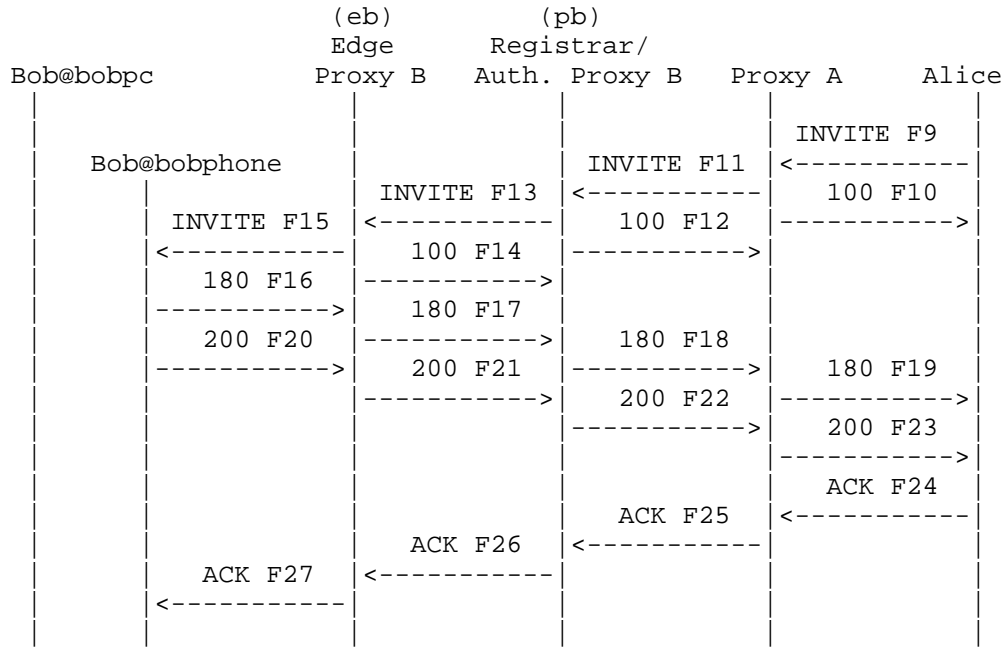 (eb) (pb)
Edge Registrar/
Bob@bobpc Proxy B Auth. Proxy B Proxy A Alice
INVITE F9
Bob@bobphone INVITE F11
INVITE F13 100 F10
INVITE F15 100 F12
100 F14
180 F16
180 F17
200 F20 180 F18
200 F21 180 F19
200 F22
200 F23
ACK F24
ACK F25
ACK F26
ACK F27